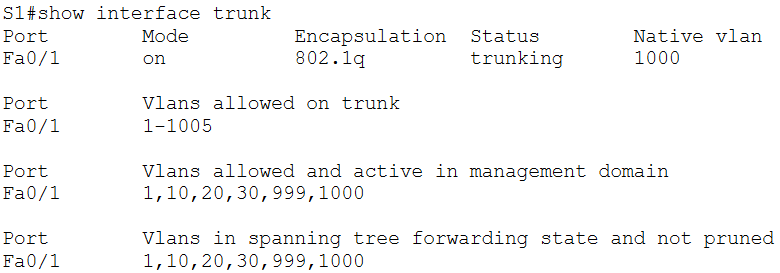 S1#show interface trunk
Port Mode Encapsulation Status Native vlan
Fa0/1 on 802.1q trunking 1000
Port Vlans allowed on trunk
Fa0/1 1-1005
Port Vlans allowed and active in management domain
Fa0/1 1,10,20,30,999,1000
Port Vlans in spanning tree forwarding state and not pruned
Fa0/1 1,10,20,30,999,1000